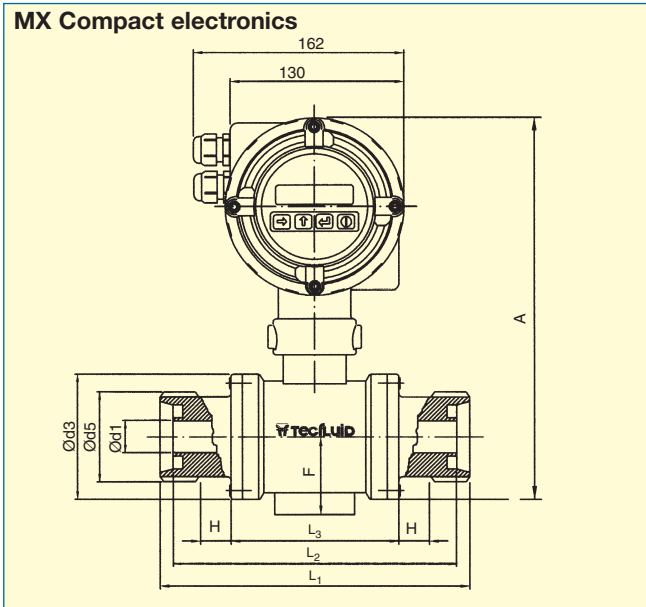 MX Compact electronics
162
130
A
Ød3
Ød5
Ød1
TECFLUID
F
H
L3
H
L2
L1